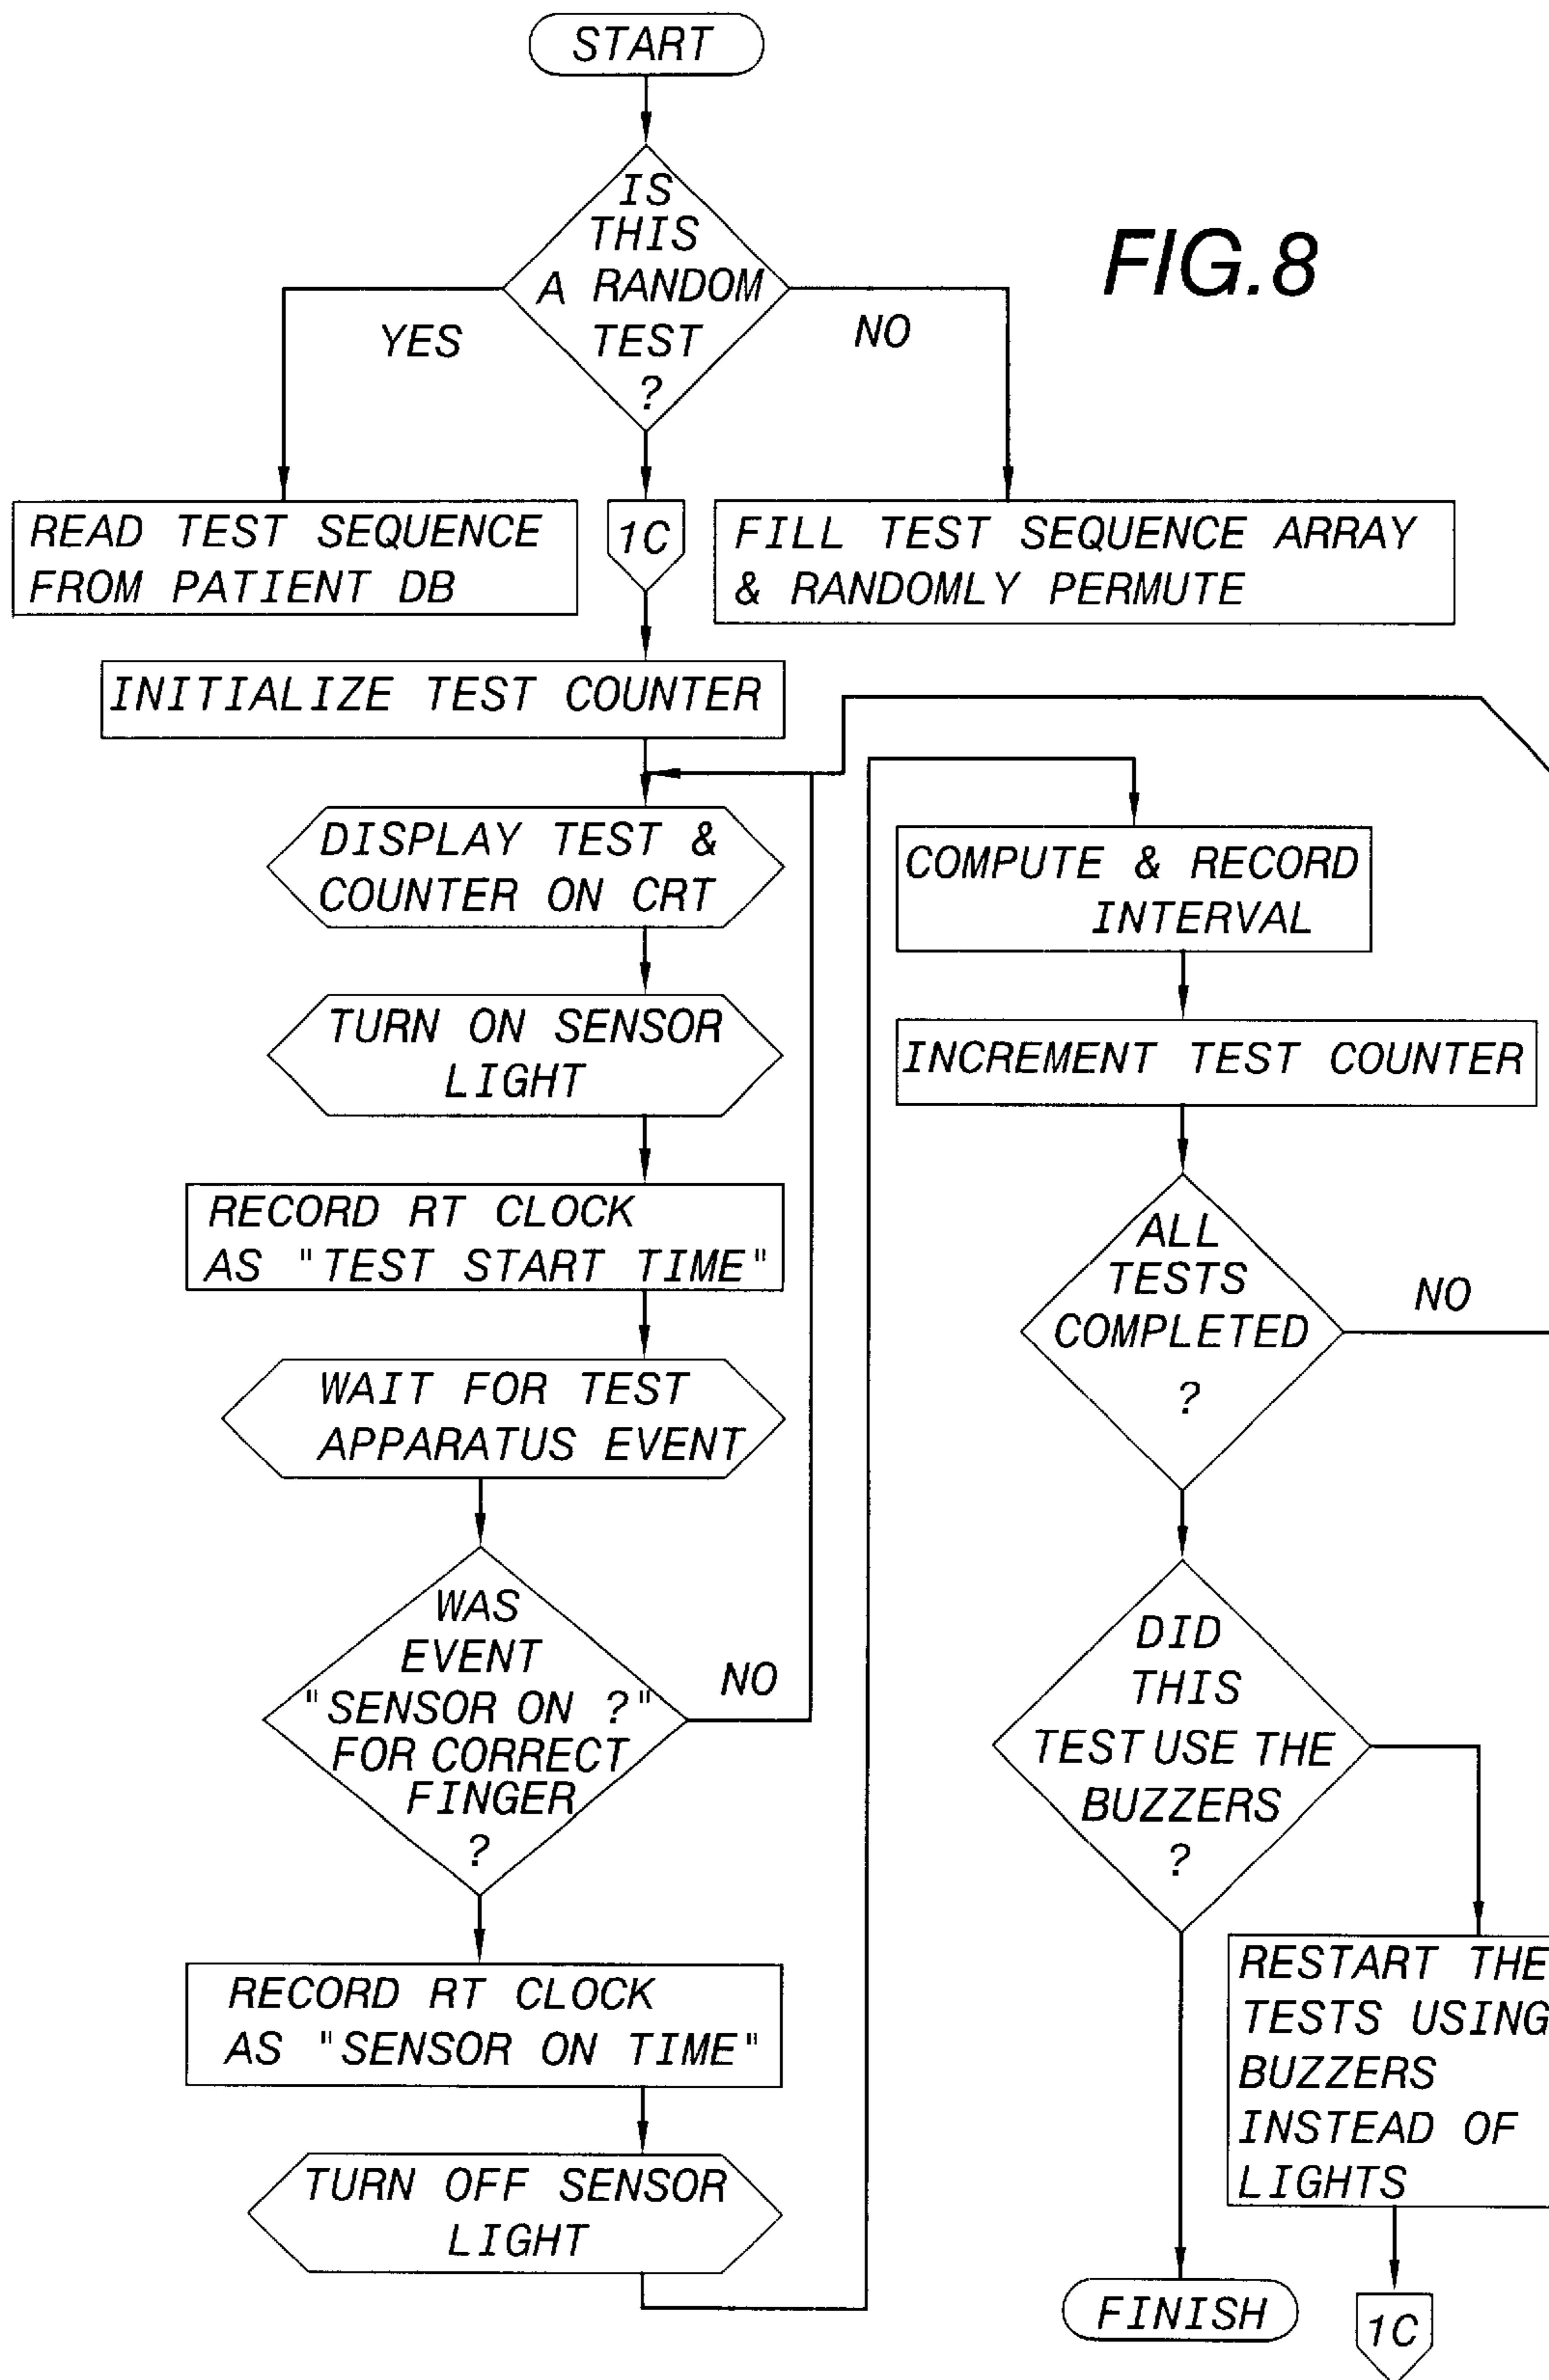 START
IS
THIS
A RANDOM
TEST
?
FIG.8
YES
NO
READ TEST SEQUENCE
FROM PATIENT DB
1C
FILL TEST SEQUENCE ARRAY
& RANDOMLY PERMUTE
INITIALIZE TEST COUNTER
DISPLAY TEST &
COUNTER ON CRT
TURN ON SENSOR
LIGHT
RECORD RT CLOCK
AS "TEST START TIME"
WAIT FOR TEST
APPARATUS EVENT
WAS
EVENT
"SENSOR ON ?"
FOR CORRECT
FINGER
?
NO
RECORD RT CLOCK
AS "SENSOR ON TIME"
TURN OFF SENSOR
LIGHT
COMPUTE & RECORD
INTERVAL
INCREMENT TEST COUNTER
ALL
TESTS
COMPLETED
?
NO
DID
THIS
TEST USE THE
BUZZERS
?
RESTART THE
TESTS USING
BUZZERS
INSTEAD OF
LIGHTS
FINISH
1C